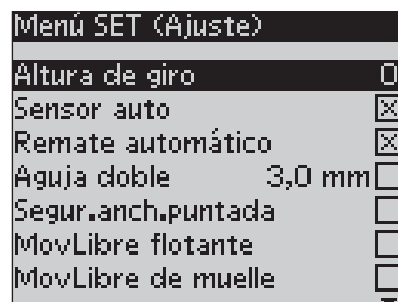 Menú SET (Ajuste)
Altura de giro 0
Sensor auto
Remate automático
Aguja doble 3,0 mm
Segur.anch.puntada
MovLibre flotante
MovLibre de muelle